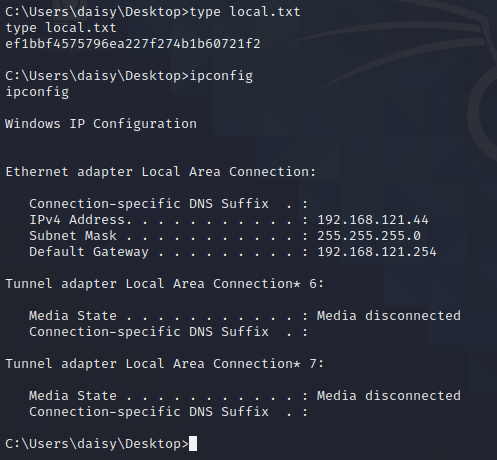 C:\Users\daisy\Desktop>type local.txt
type local.txt
ef1bbf4575796ea227f274b1b60721f2
C:\Users\daisy\Desktop>ipconfig
ipconfig
Windows IP Configuration
Ethernet adapter Local Area Connection:
   Connection-specific DNS Suffix  . :
   IPv4 Address. . . . . . . . . . . : 192.168.121.44
   Subnet Mask . . . . . . . . . . . : 255.255.255.0
   Default Gateway . . . . . . . . . : 192.168.121.254
Tunnel adapter Local Area Connection* 6:
   Media State . . . . . . . . . . . : Media disconnected
   Connection-specific DNS Suffix  . :
Tunnel adapter Local Area Connection* 7:
   Media State . . . . . . . . . . . : Media disconnected
   Connection-specific DNS Suffix  . :
C:\Users\daisy\Desktop>